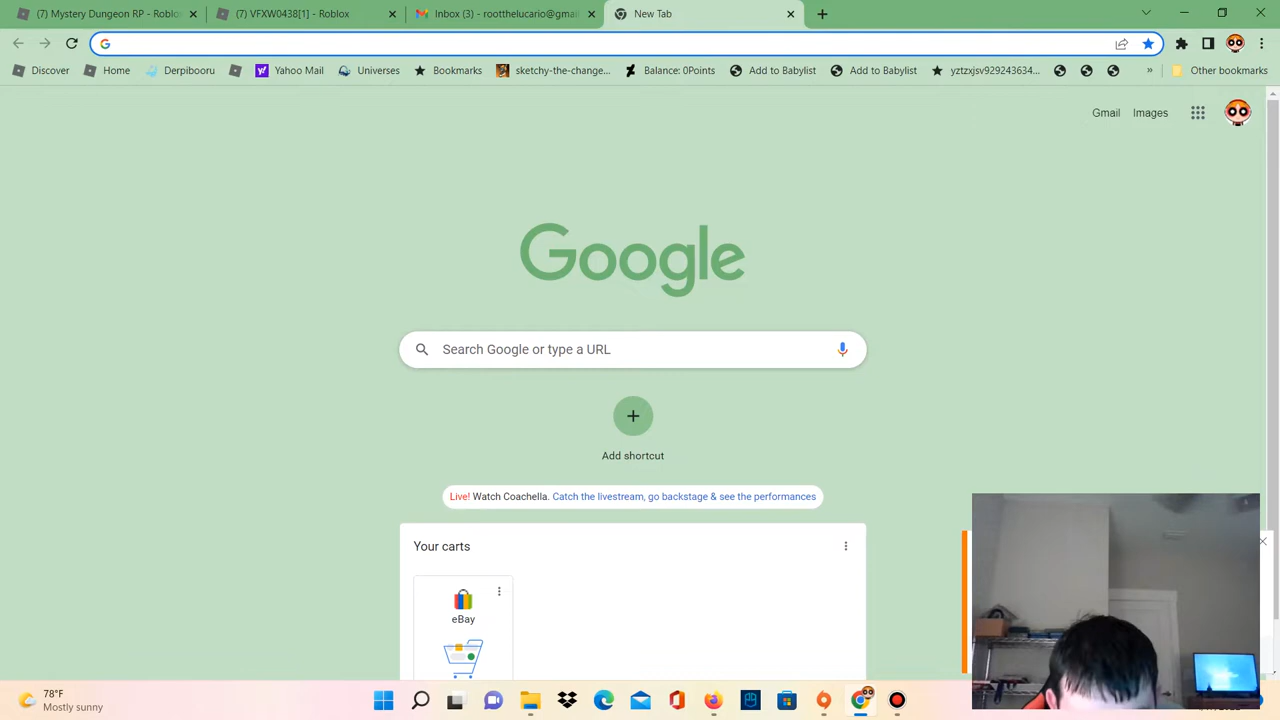 (7) Mystery Dungeon RP - Roblox
(7) VFXW0438[1] - Roblox
Inbox (3) - rootthelucario@gmai
New Tab
Discover
Home
Derpibooru
Yahoo Mail
Universes
Bookmarks
sketchy-the-change...
Balance: 0Points
Add to Babylist
Add to Babylist
yztzxjsv929243634...
»
Other bookmarks
Gmail
Images
Google
Search Google or type a URL
Add shortcut
Live! Watch Coachella. Catch the livestream, go backstage & see the performances
Your carts
eBay
78°F
Mostly sunny